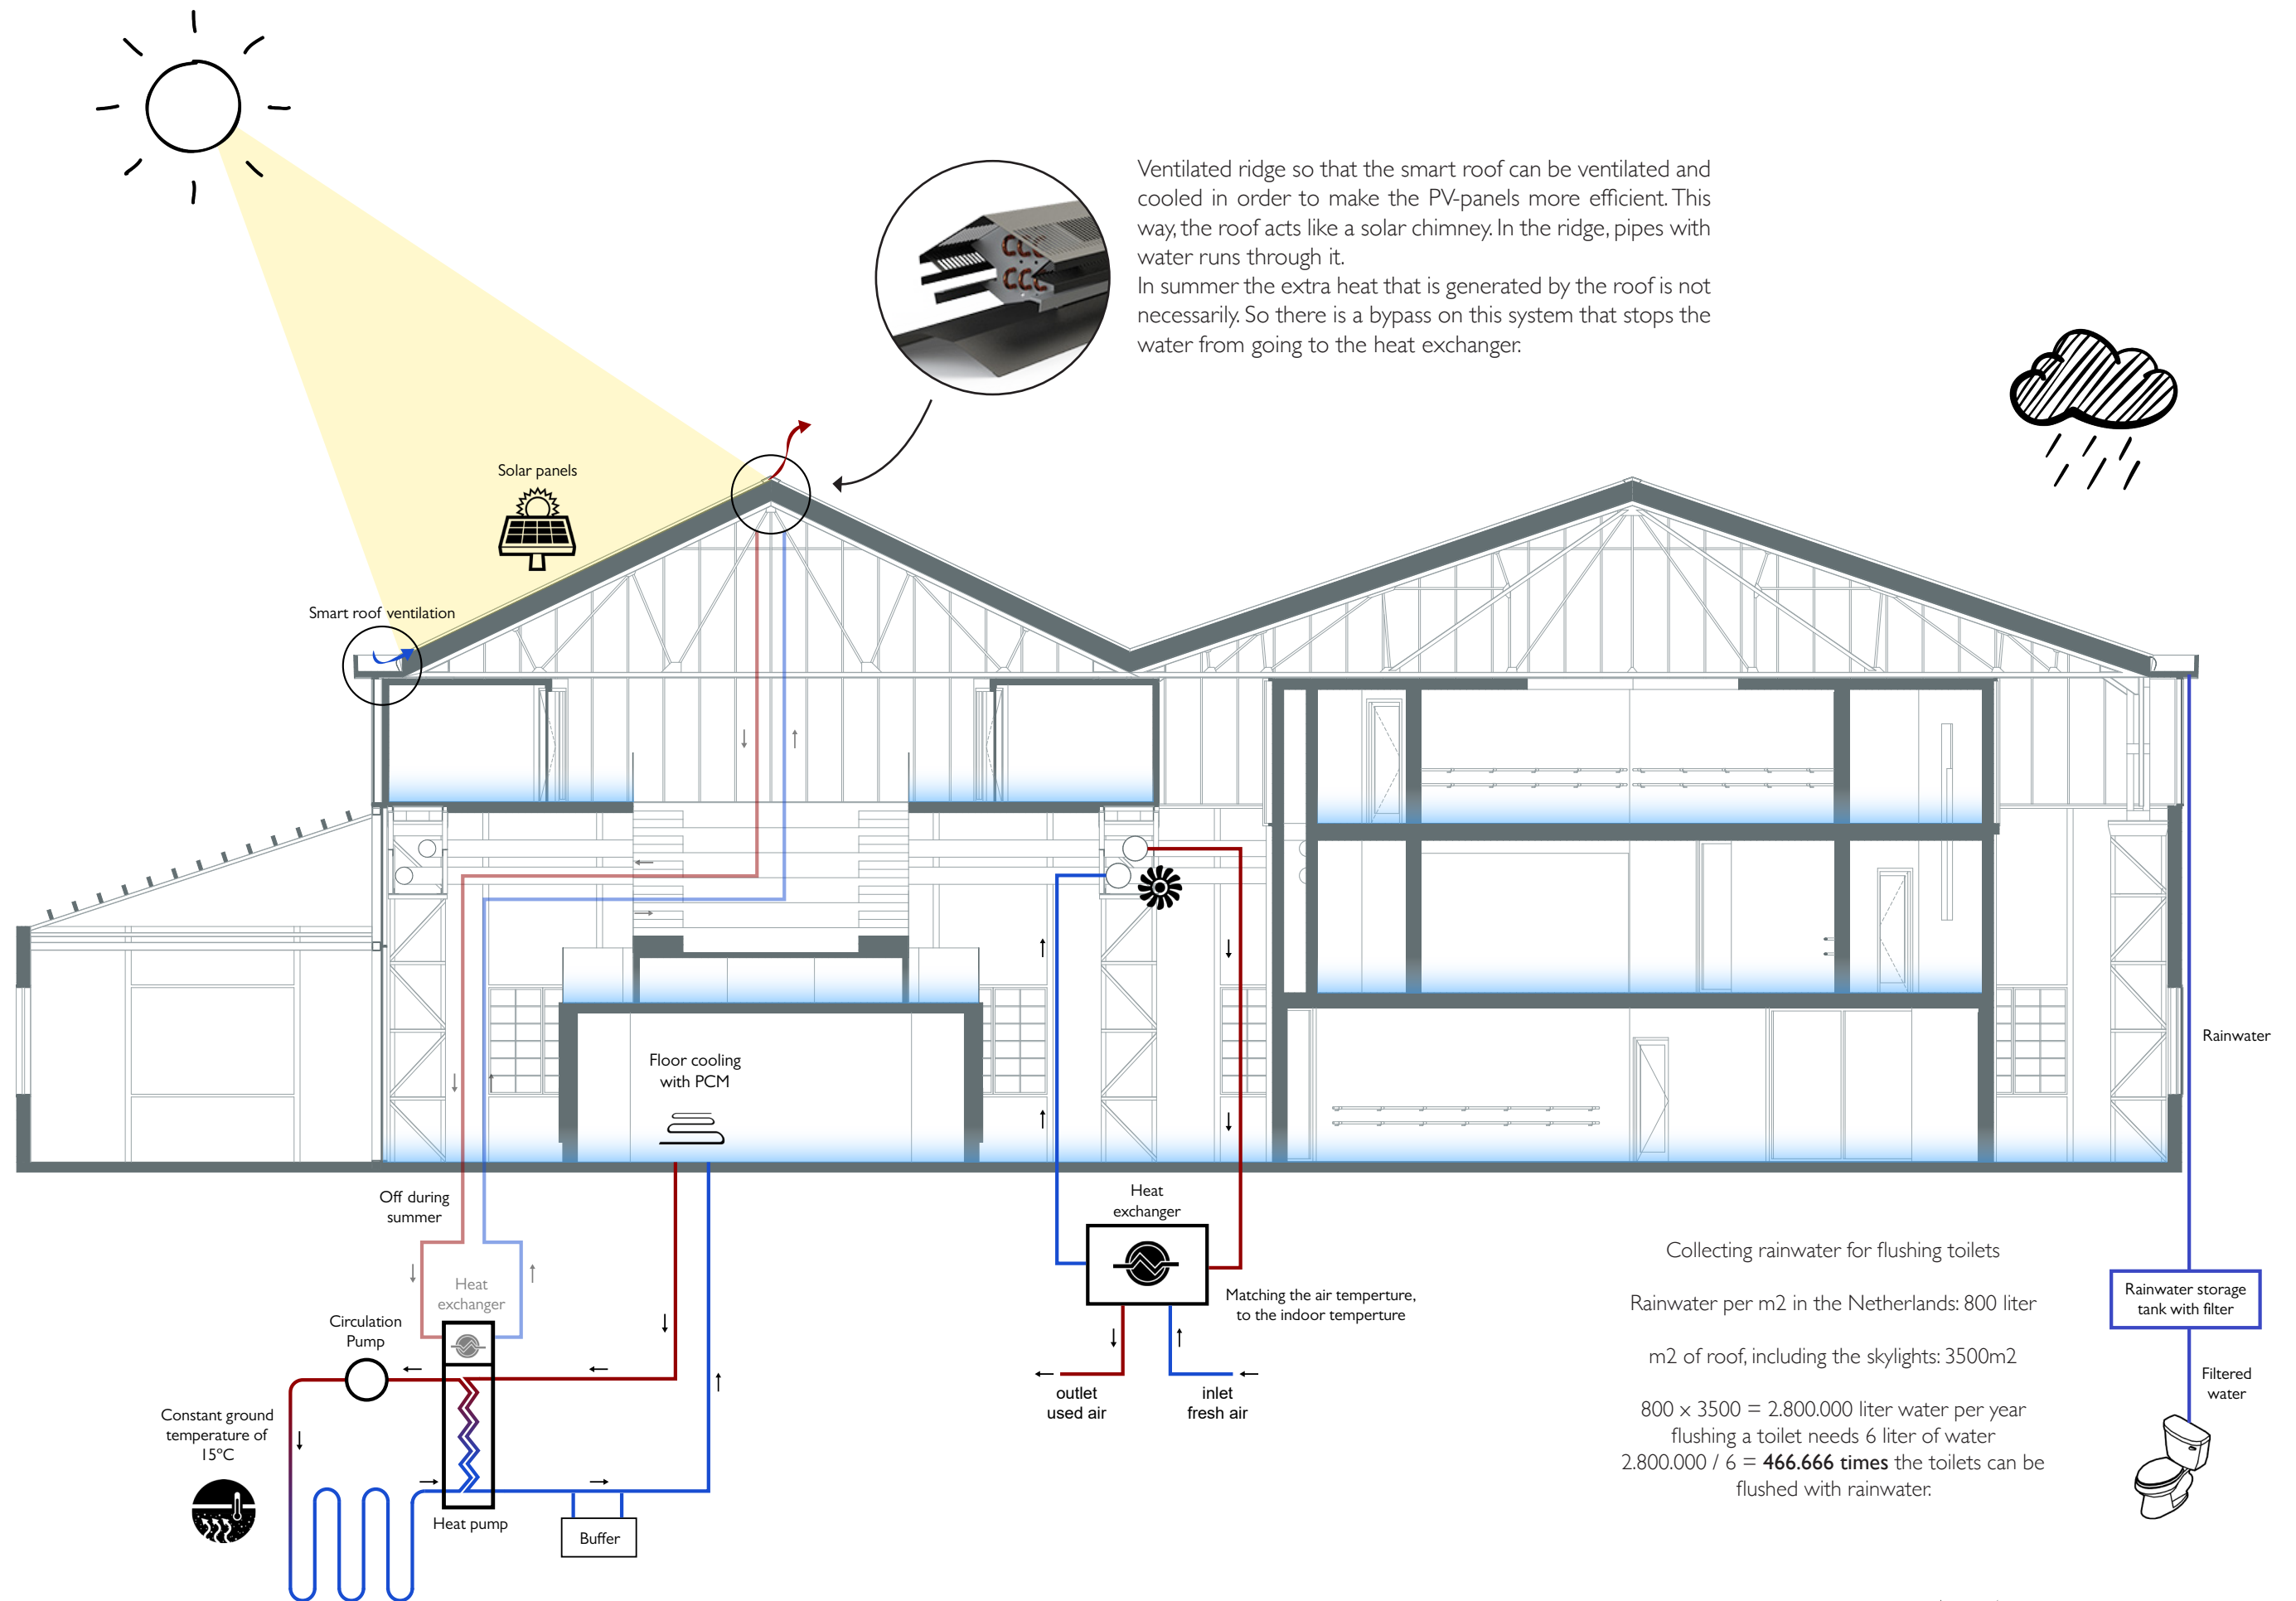 Ventilated ridge so that the smart roof can be ventilated and
cooled in order to make the PV-panels more efficient. This
way, the roof acts like a solar chimney. In the ridge, pipes with
water runs through it.
In summer the extra heat that is generated by the roof is not
necessarily. So there is a bypass on this system that stops the
water from going to the heat exchanger.
Solar panels
Smart roof ventilation
Floor cooling
with PCM
Rainwater
Off during
summer
Heat
exchanger
Heat
exchanger
Matching the air temperture,
to the indoor temperture
Circulation
Pump
outlet
used air
inlet
fresh air
Constant ground
temperature of
15°C
Heat pump
Buffer
Collecting rainwater for flushing toilets
Rainwater per m2 in the Netherlands: 800 liter
m2 of roof, including the skylights: 3500m2
800 x 3500 = 2.800.000 liter water per year
flushing a toilet needs 6 liter of water
2.800.000 / 6 = 466.666 times the toilets can be
flushed with rainwater.
Rainwater storage
tank with filter
Filtered
water